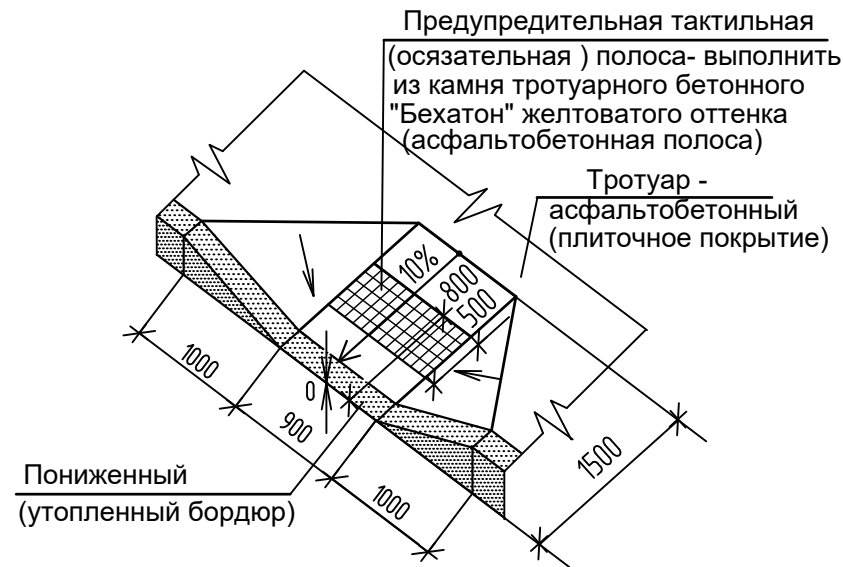 Предупредительная тактильная
(осязательная ) полоса- выполнить
из камня тротуарного бетонного
"Бехатон" желтоватого оттенка
(асфальтобетонная полоса)
Тротуар -
асфальтобетонный
(плиточное покрытие)
10%
800
500
1000
0
900
1000
1500
Пониженный
(утопленный бордюр)